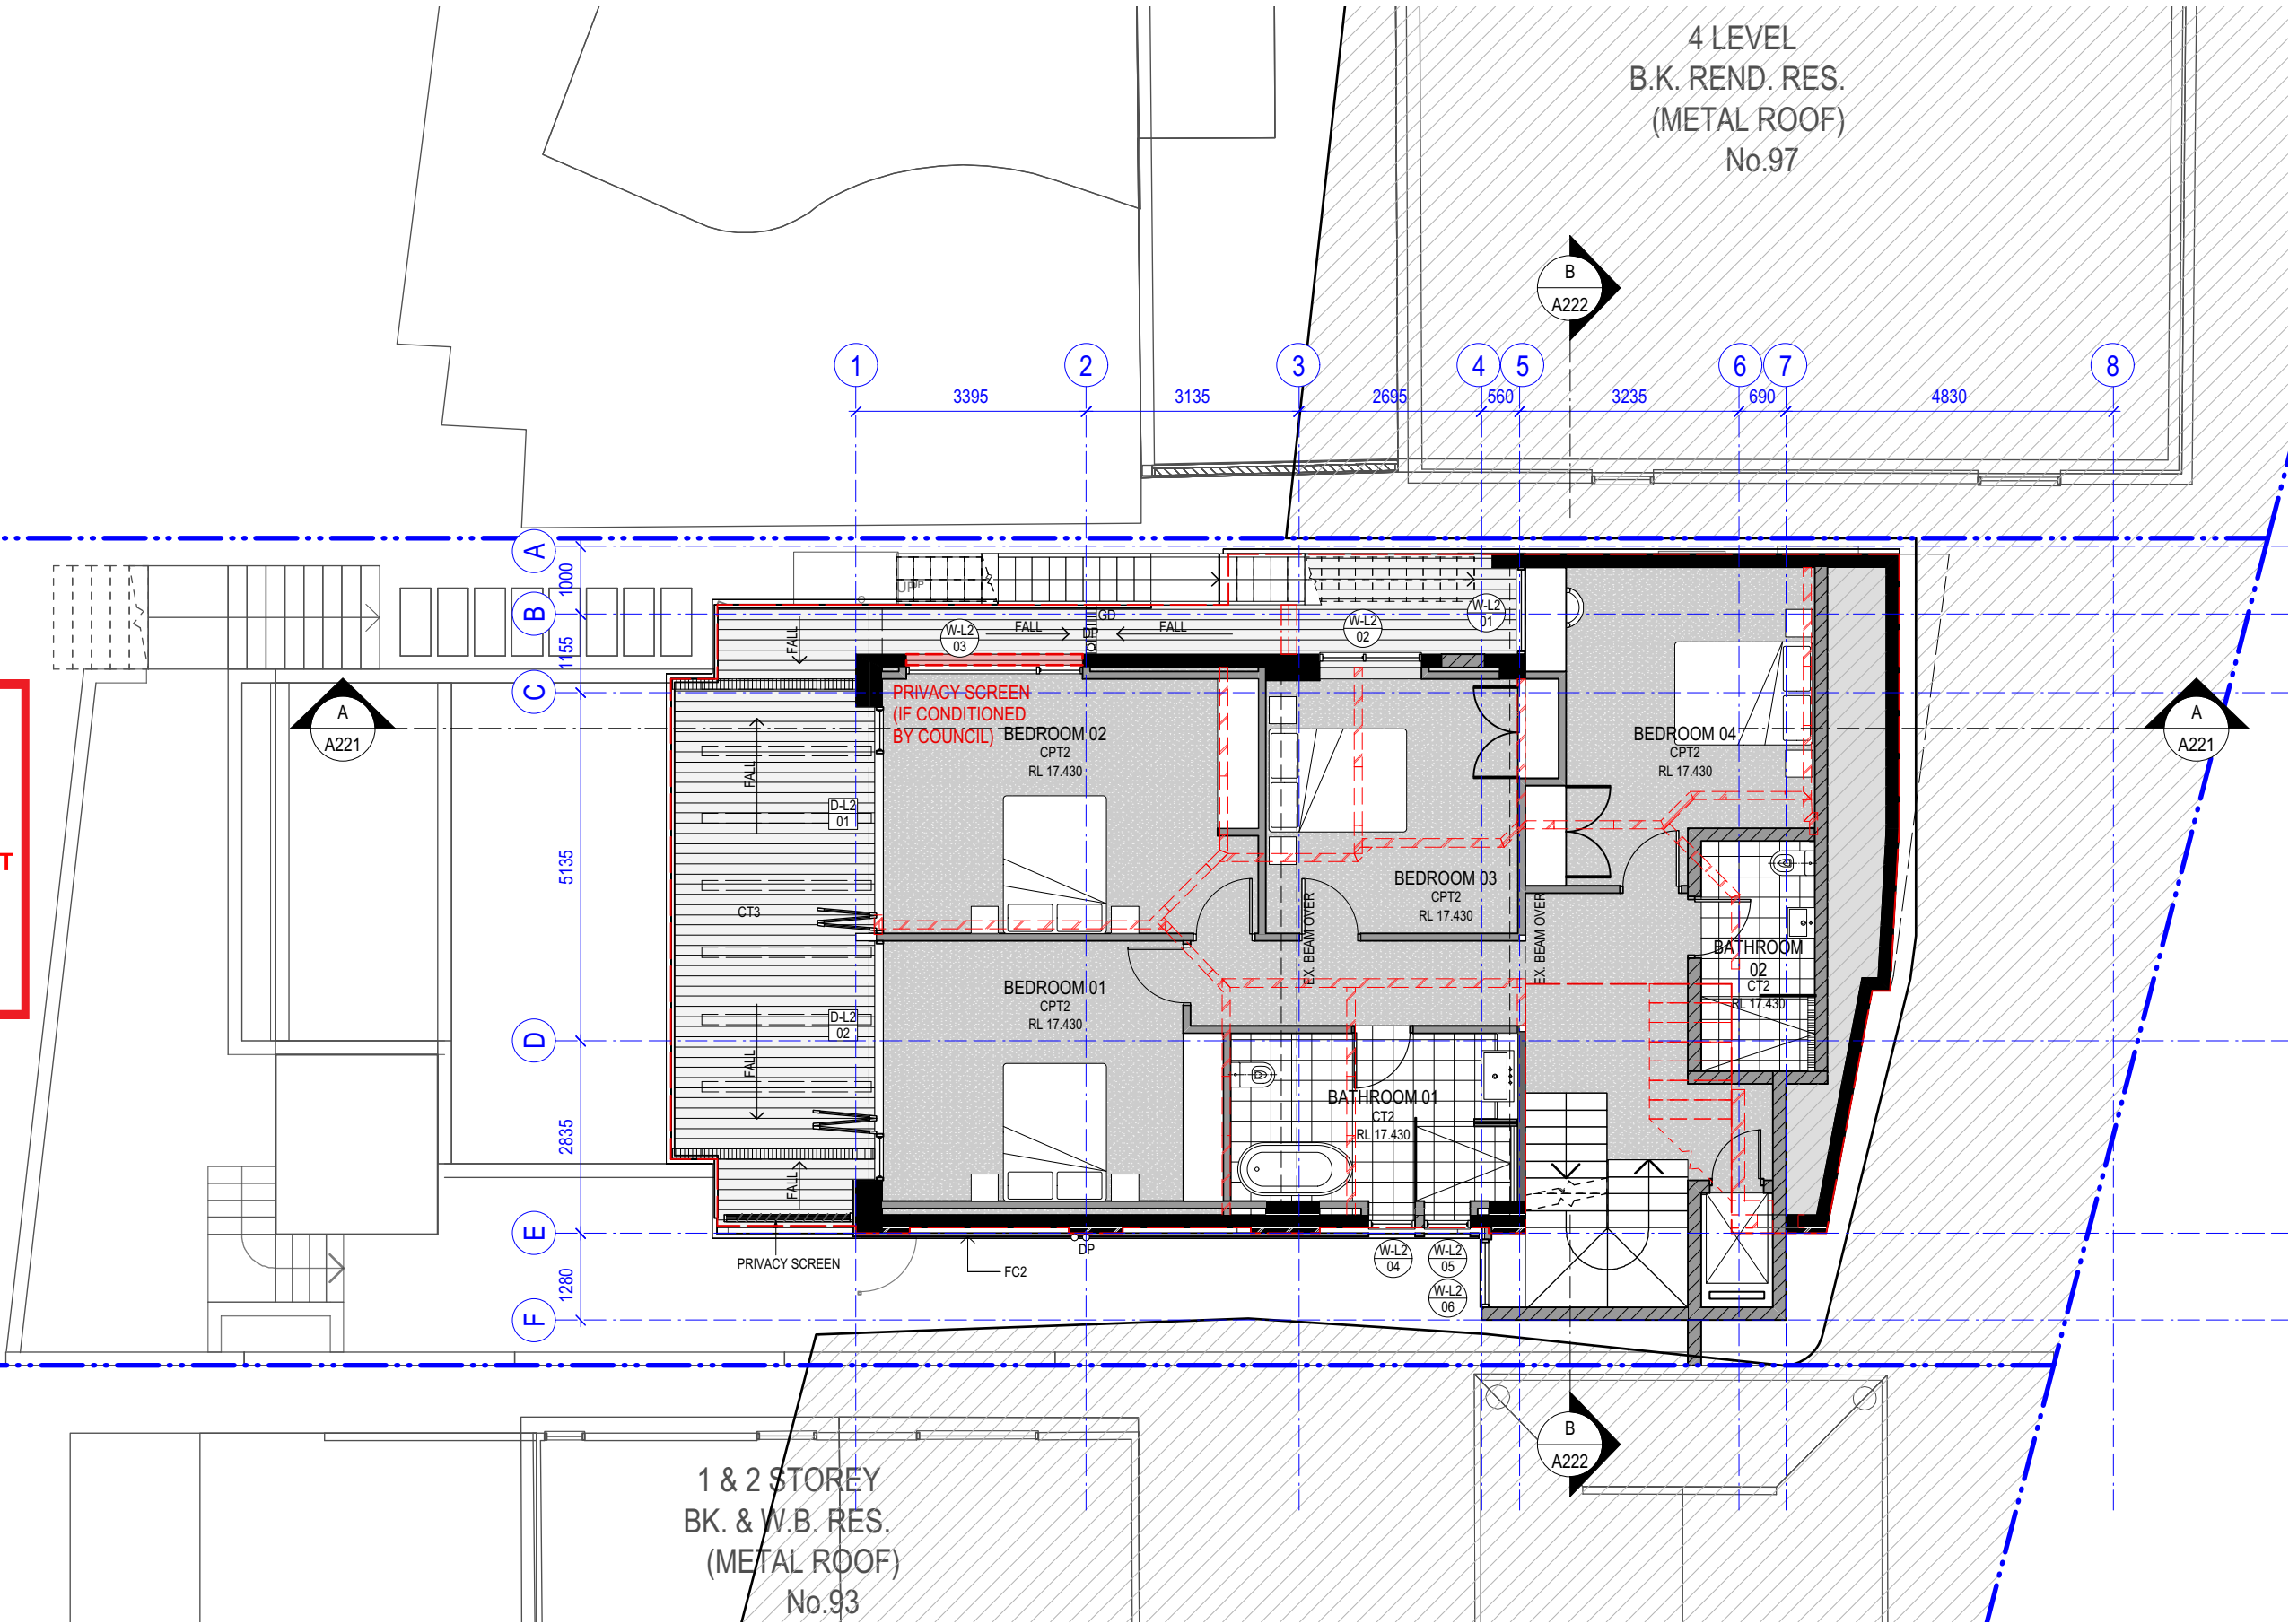 4 LEVEL
B.K. REND. RES.
(METAL ROOF)
No.97
B
A222
1
2
3
4
5
6
7
8
3395
3135
2695
560
3235
690
4830
A
B
C
D
E
F
1000
1155
5135
2835
1280
UP
UP
GD
DP
FALL
FALL
FALL
W-L2
03
W-L2
02
W-L2
01
PRIVACY SCREEN
(IF CONDITIONED
BY COUNCIL)
A
A221
A
A221
BEDROOM 02
CPT2
RL 17.430
BEDROOM 04
CPT2
RL 17.430
FALL
D-L2
01
T
BEDROOM 03
CPT2
RL 17.430
CT3
EX. BEAM OVER
EX. BEAM OVER
BATHROOM
02
CT2
RL 17.430
BEDROOM 01
CPT2
RL 17.430
D-L2
02
FALL
BATHROOM 01
CT2
RL 17.430
FALL
PRIVACY SCREEN
DP
FC2
W-L2
04
W-L2
05
W-L2
06
B
A222
1 & 2 STOREY
BK. & W.B. RES.
(METAL ROOF)
No.93